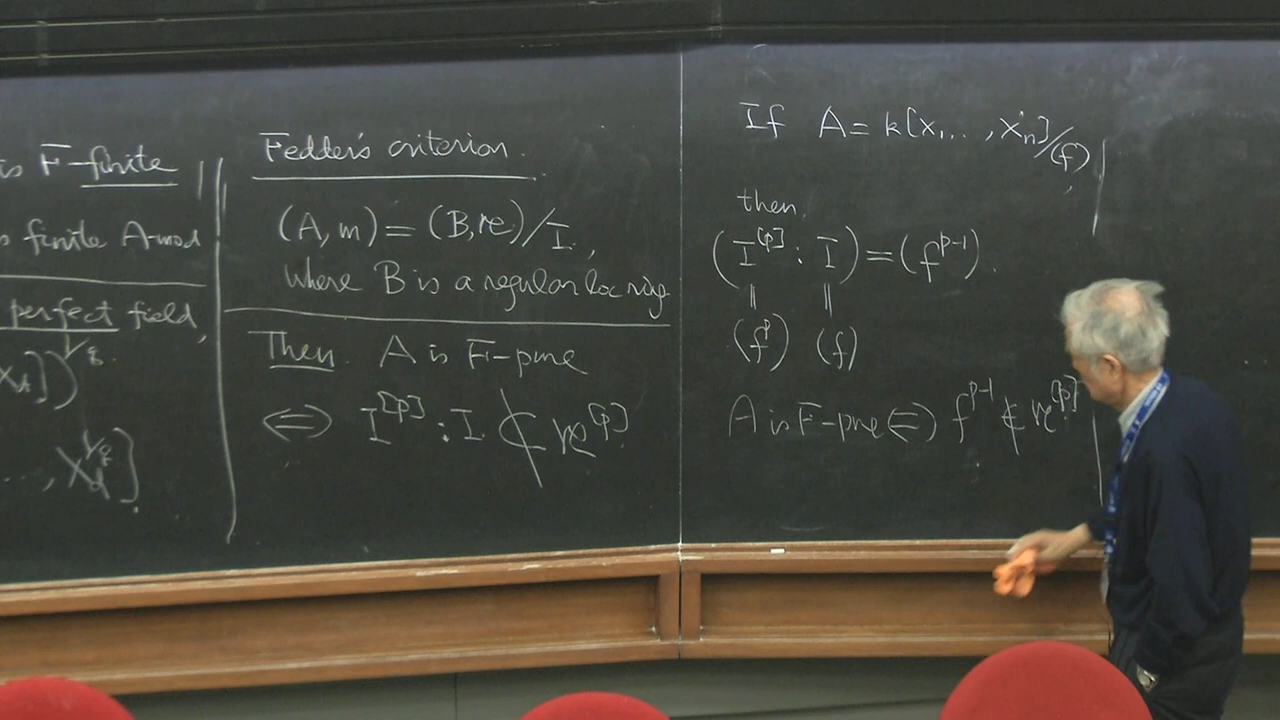 is F-finite
finite A-mod
perfect field,
X_d])^{1/q}.
..., X_d^{1/q}]
Fedder's criterion.
(A, m) = (B, n)/I,
where B is a regular loc ring
Then A is F-pure
⟺ I^{[p]} : I ⊄ n^{[p]}
If A = k[X_1 ... , X_n]/(f),
then
(I^{[p]} : I) = (f^{p-1}).
‖ ‖
(f^p) (f)
A is F-pure ⟺ f^{p-1} ∉ n^{[p]}